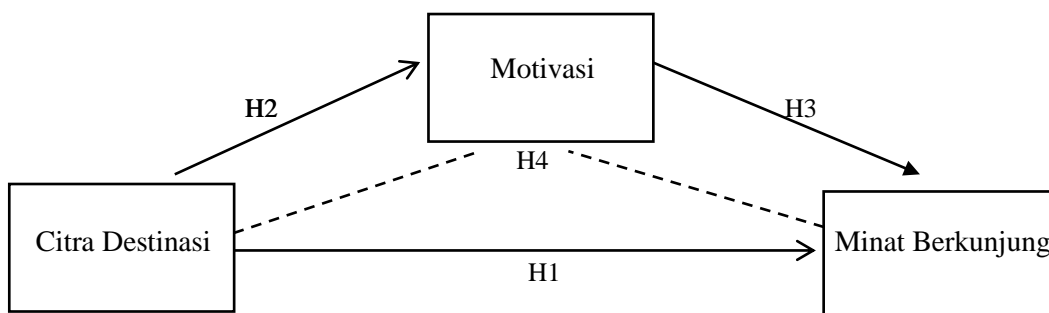 Motivasi
H2
H3
H4
Citra Destinasi
Minat Berkunjung
H1